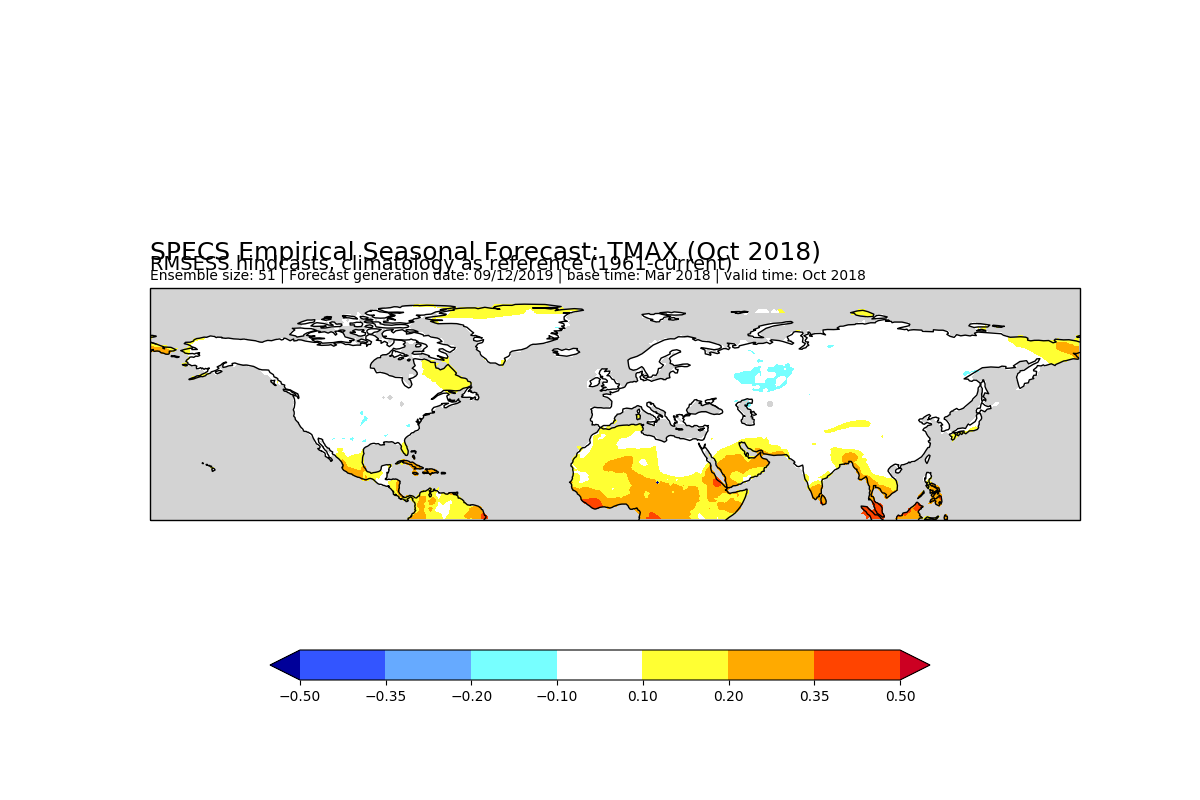 SPECS Empirical Seasonal Forecast: TMAX (Oct 2018)
RMSESS hindcasts, climatology as reference (1961-current)
Ensemble size: 51 | Forecast generation date: 09/12/2019 | base time: Mar 2018 | valid time: Oct 2018
−0.50 −0.35 −0.20 −0.10 0.10 0.20 0.35 0.50